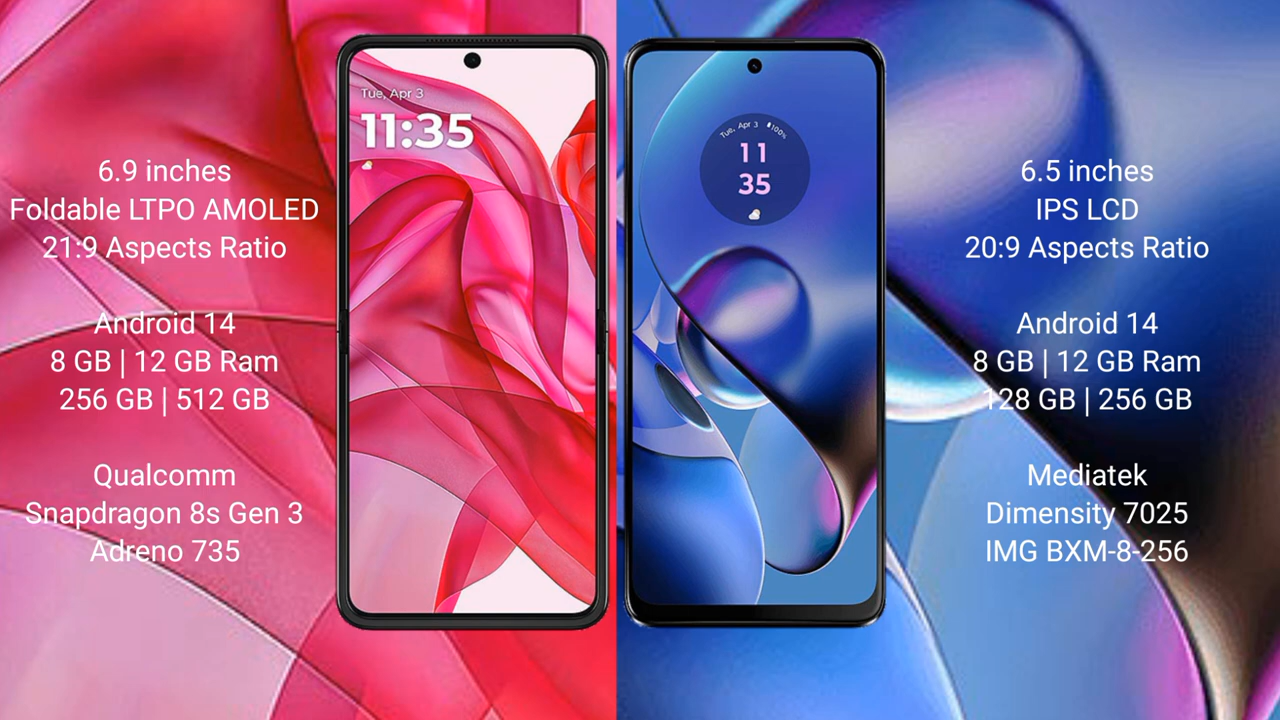 6.9 inches
Foldable LTPO AMOLED
21:9 Aspects Ratio
Android 14
8 GB | 12 GB Ram
256 GB | 512 GB
Qualcomm
Snapdragon 8s Gen 3
Adreno 735
Tue, Apr 3
11:35
Tue, Apr 3 100%
11
35
6.5 inches
IPS LCD
20:9 Aspects Ratio
Android 14
8 GB | 12 GB Ram
128 GB | 256 GB
Mediatek
Dimensity 7025
IMG BXM-8-256